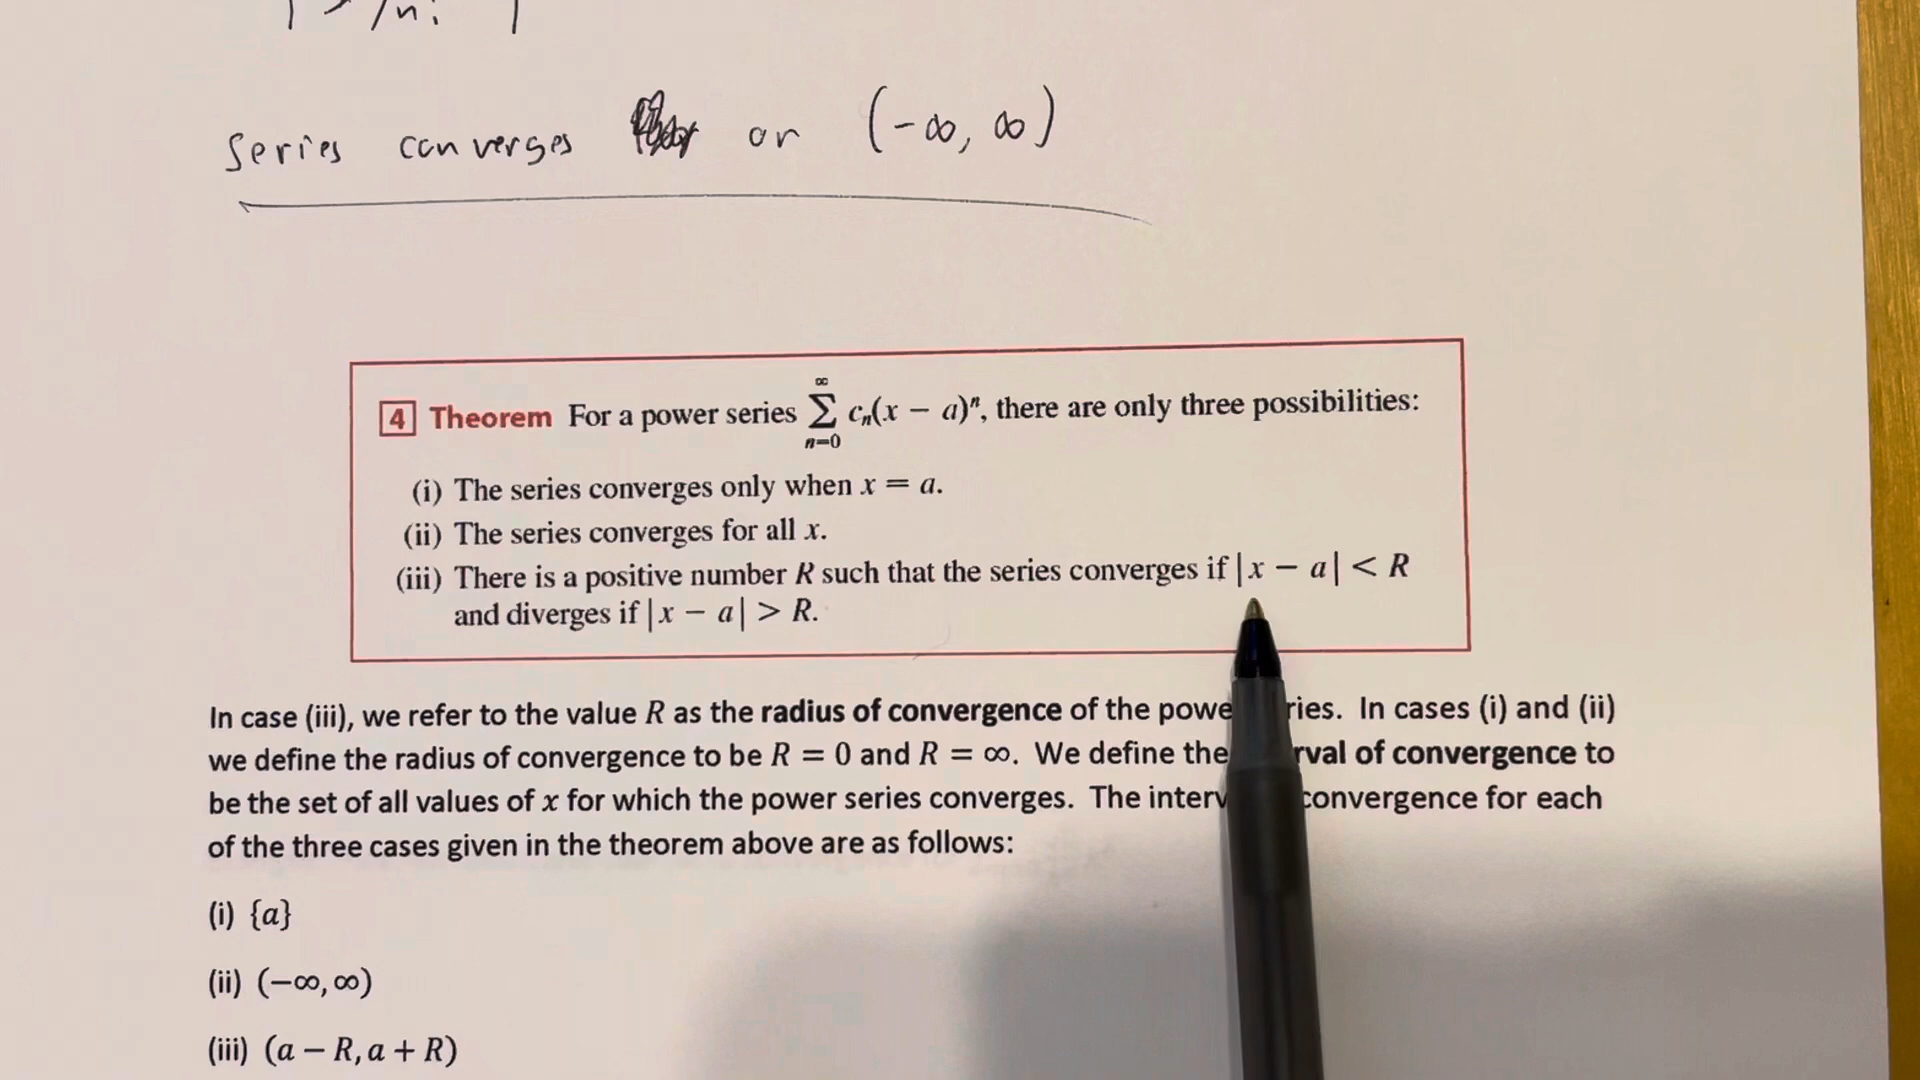 series converges on (-∞, ∞)
4 Theorem For a power series ∑ cₙ(x − a)ⁿ, there are only three possibilities:
∞
n=0
(i) The series converges only when x = a.
(ii) The series converges for all x.
(iii) There is a positive number R such that the series converges if |x − a| < R
and diverges if |x − a| > R.
In case (iii), we refer to the value R as the radius of convergence of the powe ries. In cases (i) and (ii)
we define the radius of convergence to be R = 0 and R = ∞. We define the rval of convergence to
be the set of all values of x for which the power series converges. The interv convergence for each
of the three cases given in the theorem above are as follows:
(i) {a}
(ii) (−∞, ∞)
(iii) (a − R, a + R)